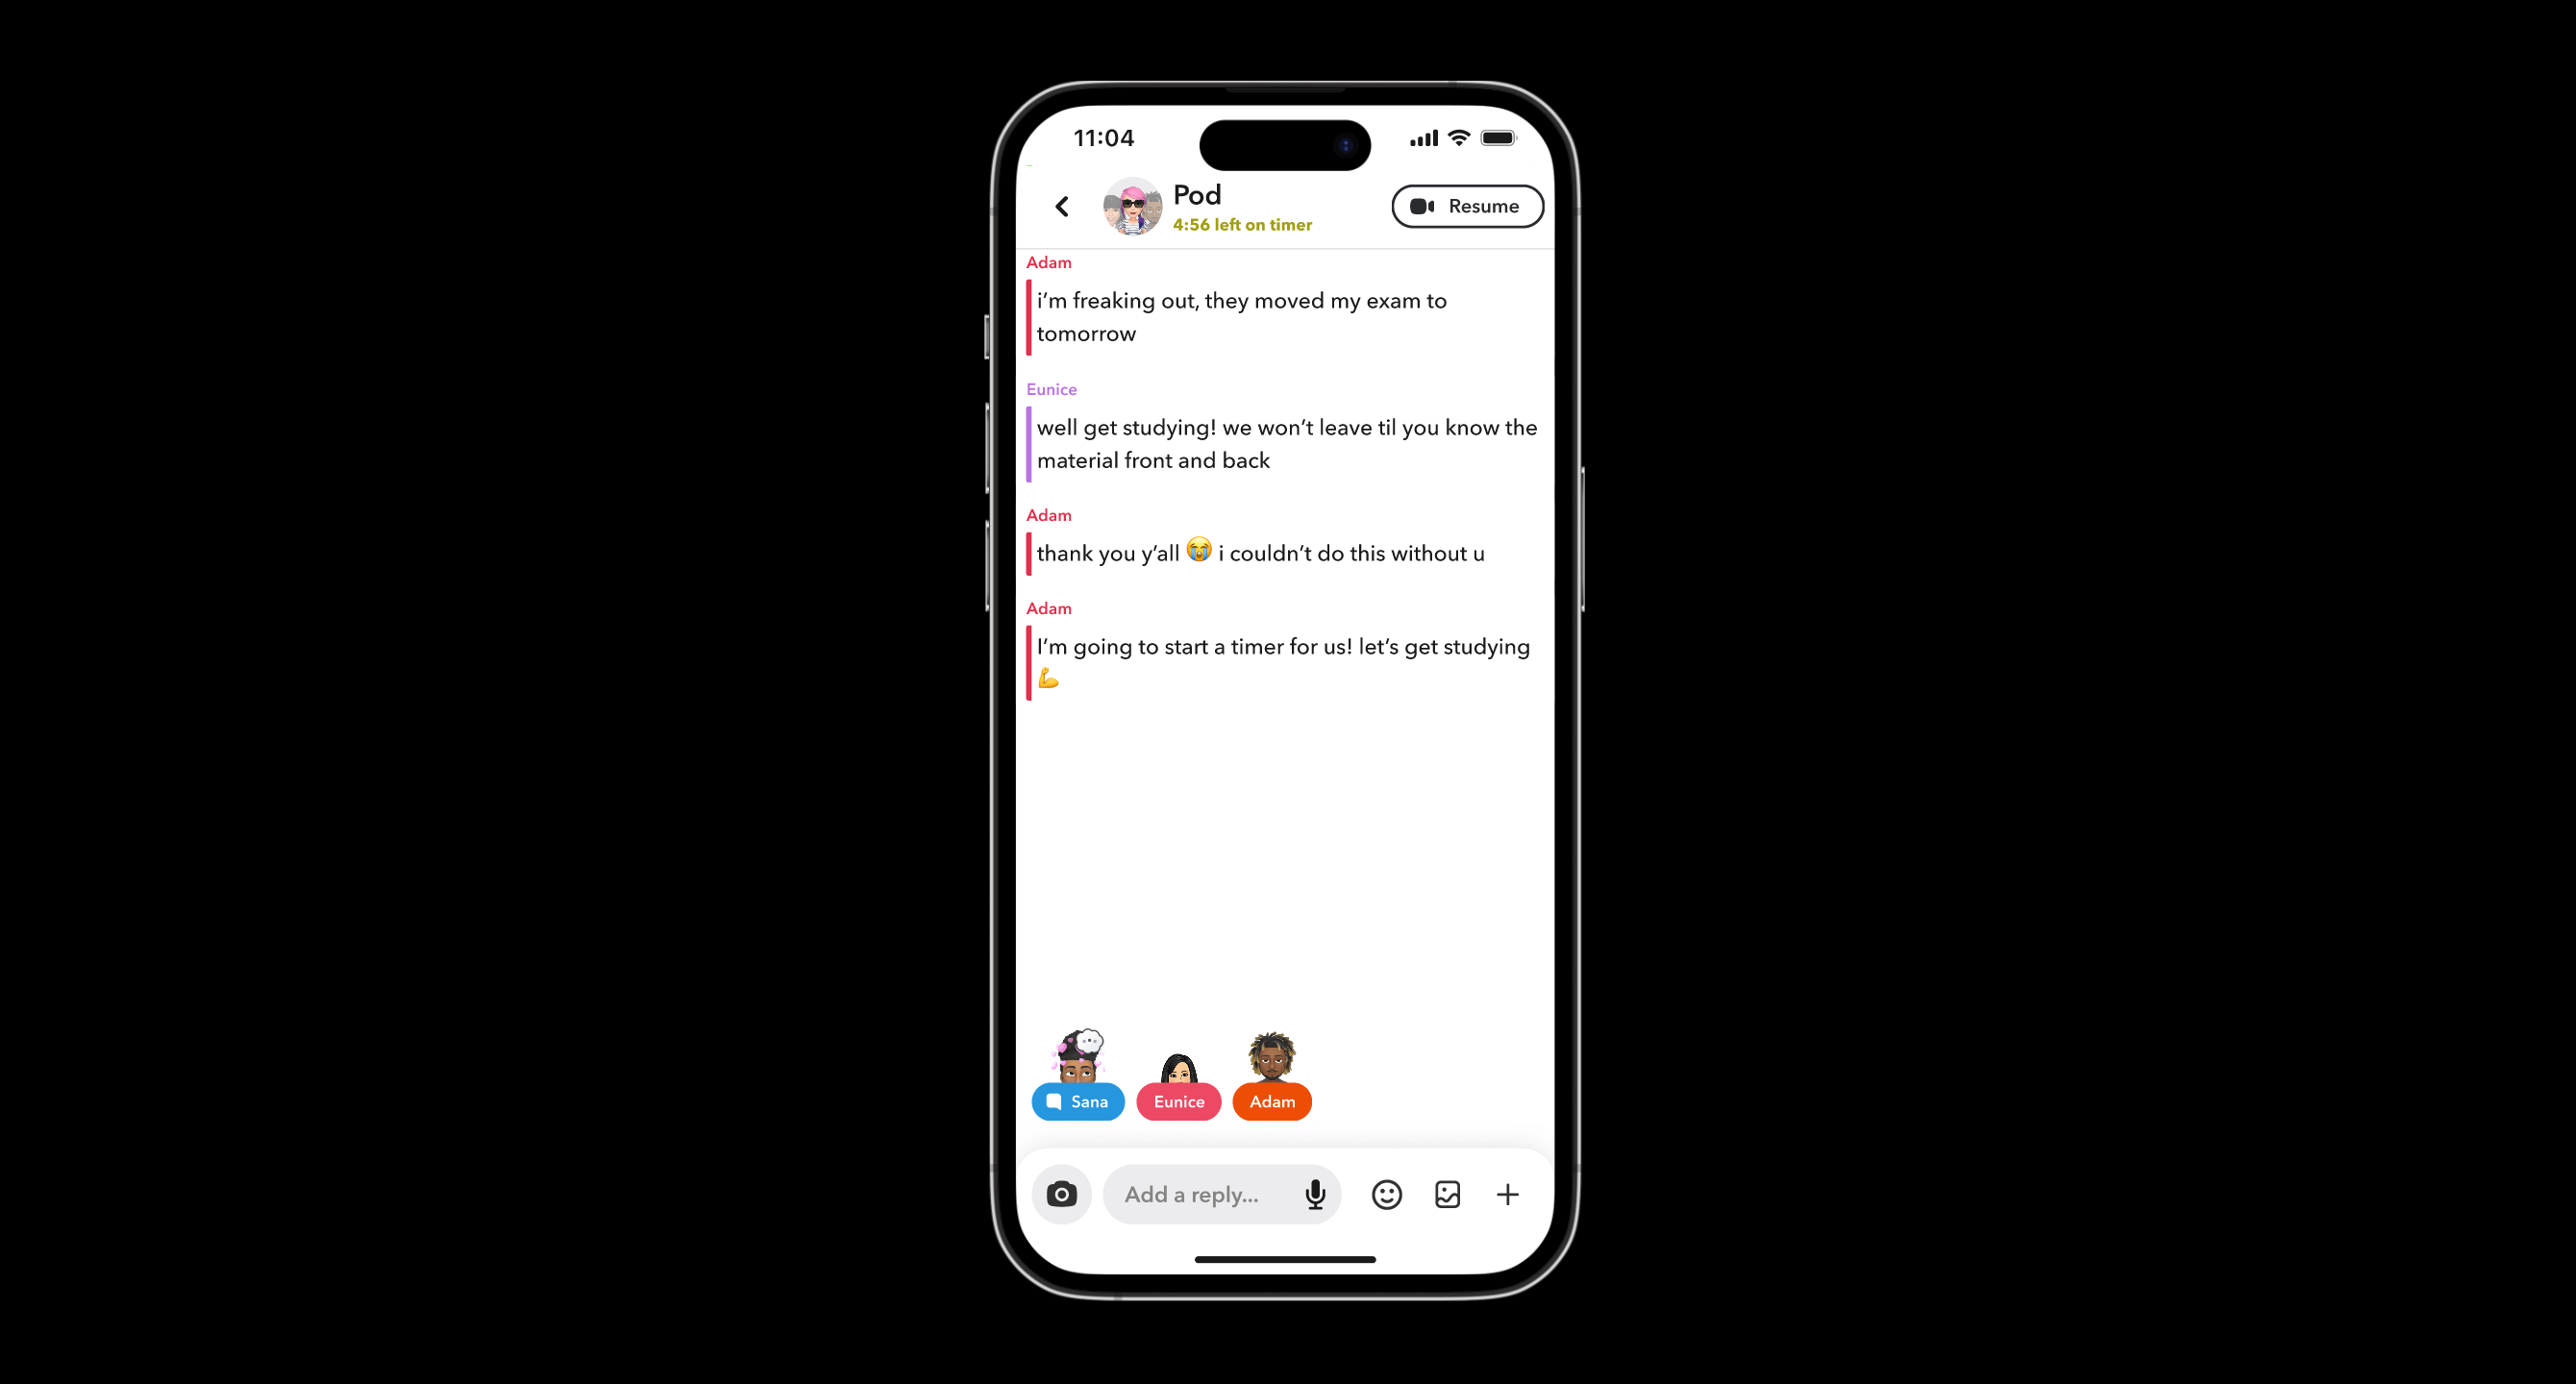 11:04
Pod
4:56 left on timer
Resume
Adam
i’m freaking out, they moved my exam to
tomorrow
Eunice
well get studying! we won’t leave til you know the
material front and back
Adam
thank you y’all 😭 i couldn’t do this without u
Adam
I’m going to start a timer for us! let’s get studying
💪
Sana
Eunice
Adam
Add a reply...